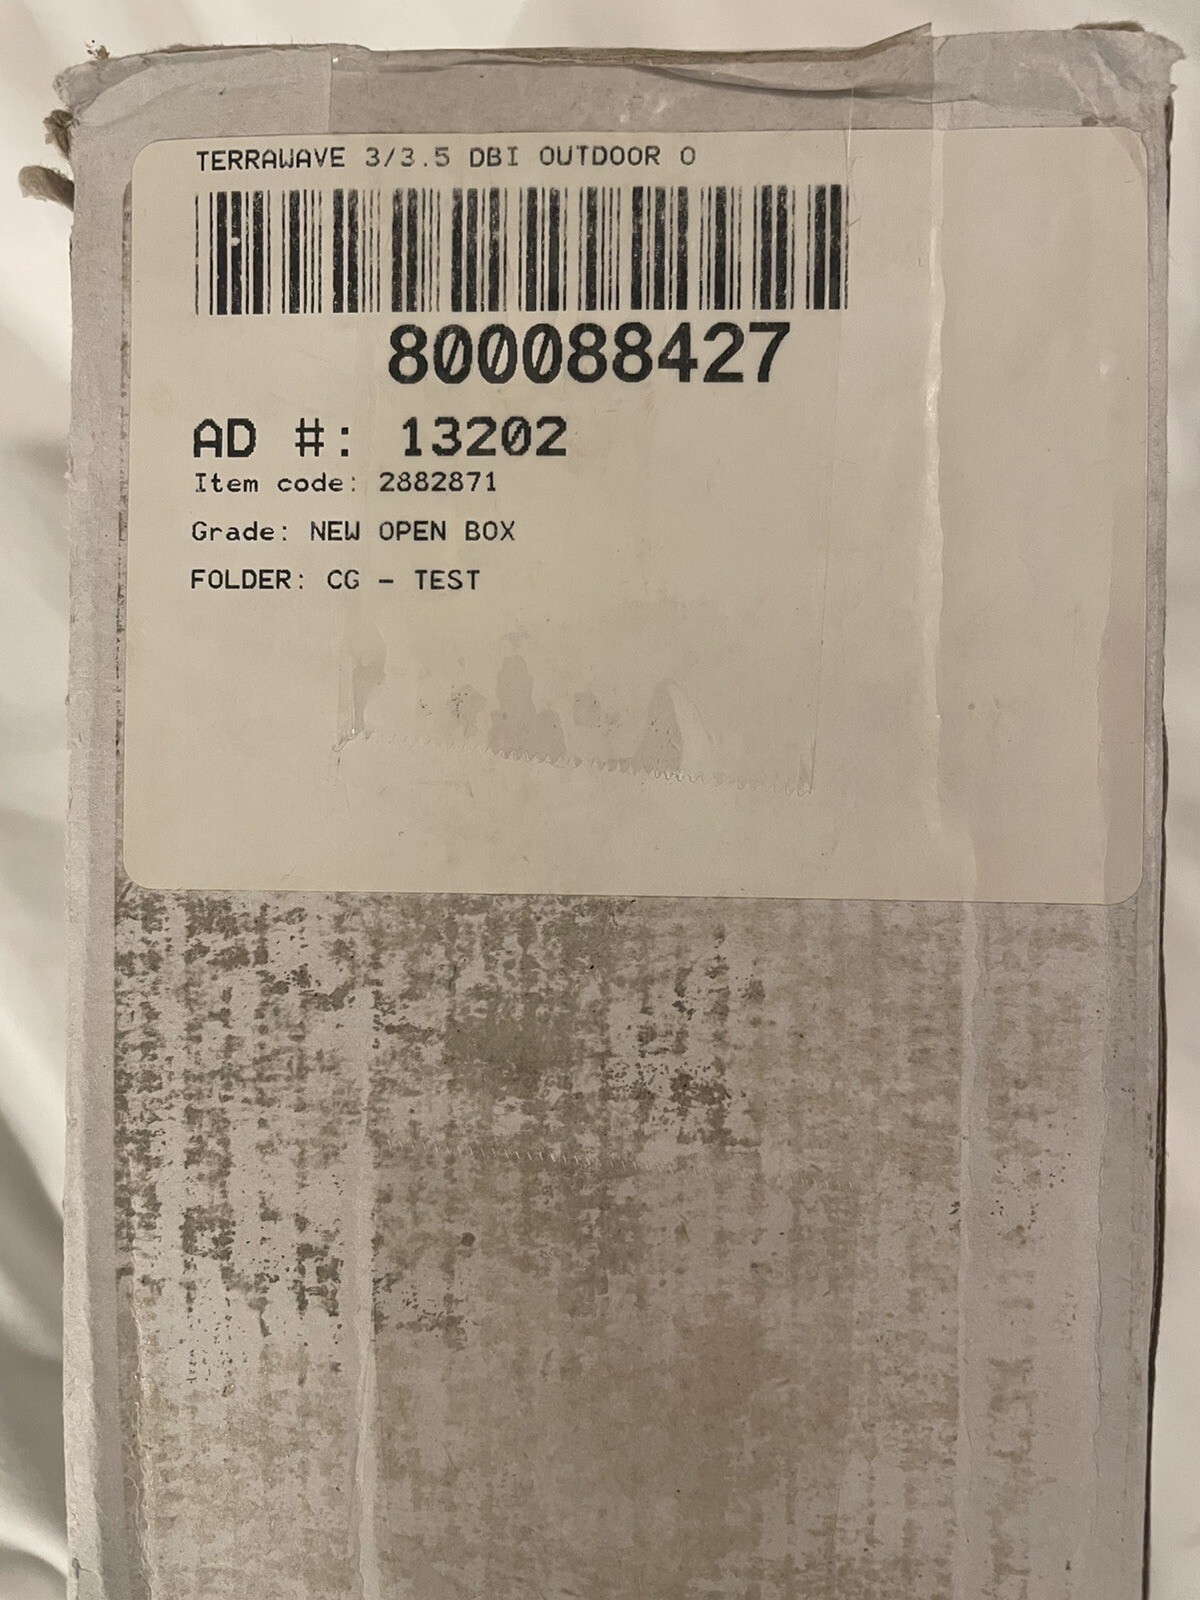 TERRAWAVE 3/3.5 DBI OUTDOOR O
800088427
AD #: 13202
Item code: 2882871
Grade: NEW OPEN BOX
FOLDER: CG - TEST